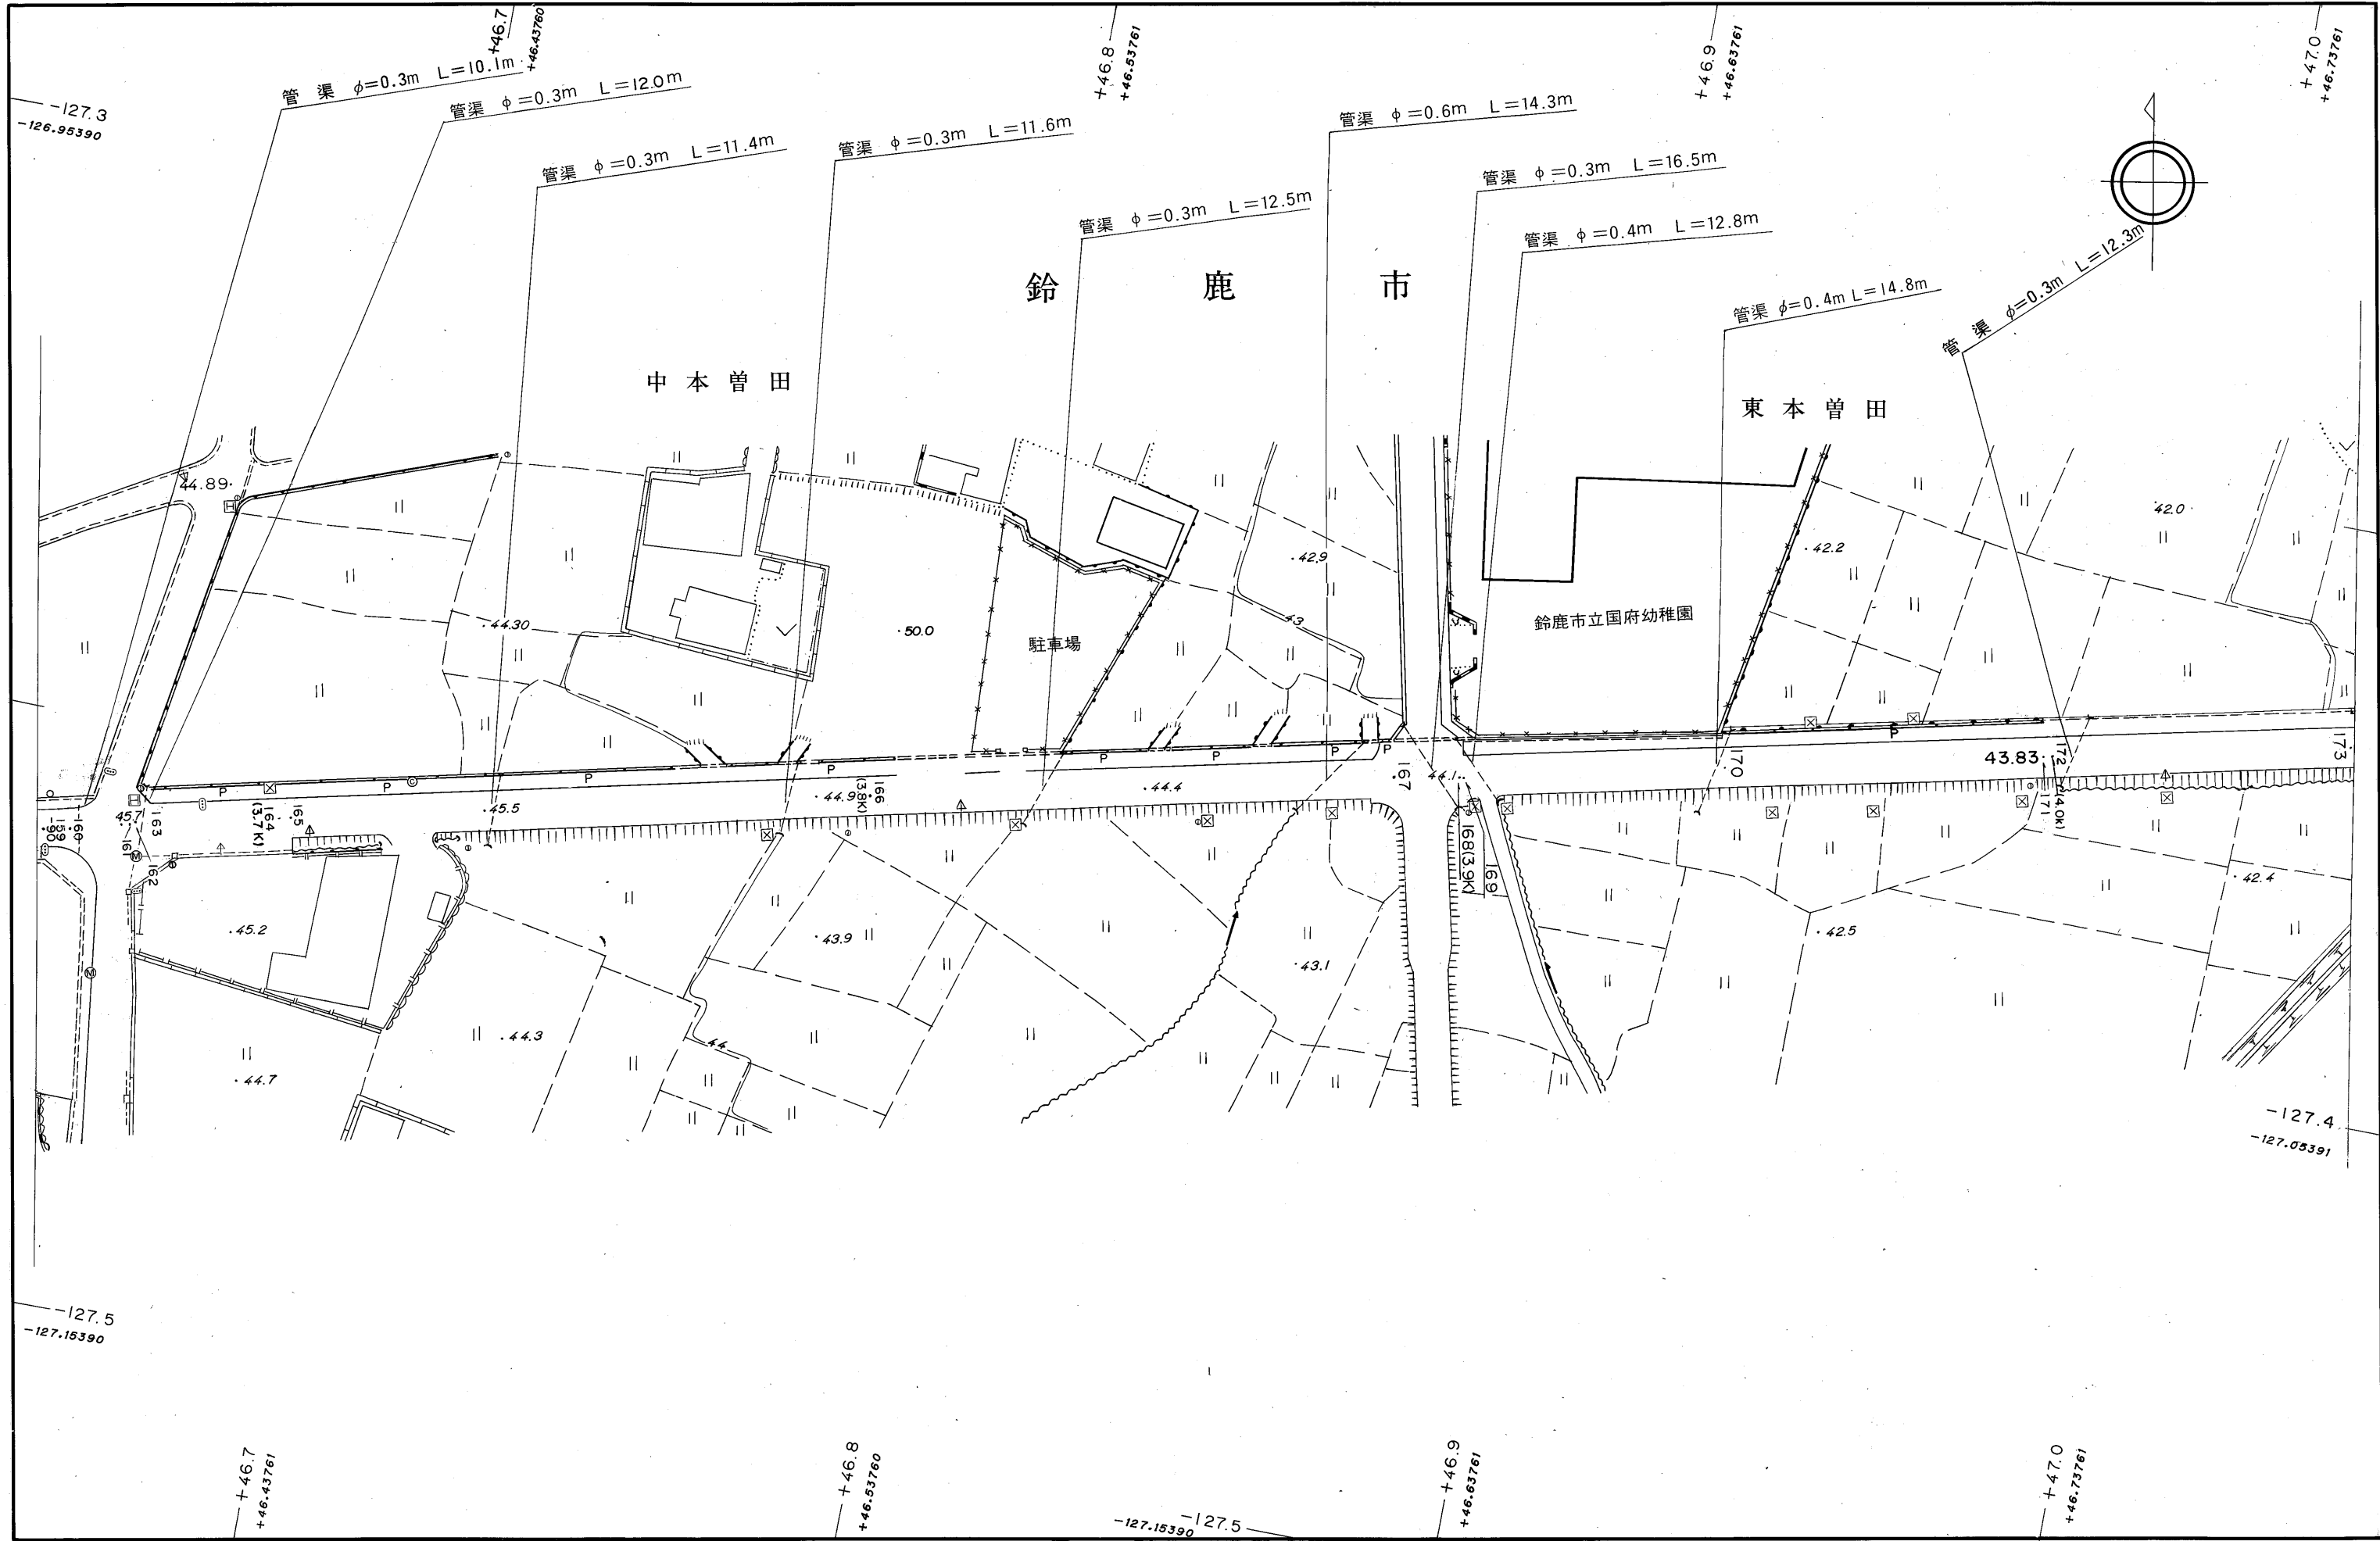 +46.7
+46.43760
+46.8
+46.53761
+46.9
+46.63761
+47.0
+46.73761
-127.3
-126.95390
管 渠 φ=0.3m L=10.1m
管渠 φ=0.3m L=12.0m
管渠 φ=0.3m L=11.4m
管渠 φ=0.3m L=11.6m
管渠 φ=0.3m L=12.5m
管渠 φ=0.6m L=14.3m
管渠 φ=0.3m L=16.5m
管渠 φ=0.4m L=12.8m
管渠 φ=0.4m L=14.8m
管 渠 φ=0.3m L=12.3m
鈴 鹿 市
中 本 曽 田
東 本 曽 田
44.89
42.0
42.9
42.2
44.30
50.0
43
駐車場
鈴鹿市立国府幼稚園
P
P
P
P
P
P
P
P
P
170
43.83
172(4.0K)
171
173
167
44.1
44.4
44.9
166
(3.8K)
45.5
165
164
(3.7K)
163
45.7
161
162
160
159
-90
168(3.9K)
169
45.2
43.9
43.1
42.5
42.4
44.3
44
44.7
-127.4
-127.05391
-127.5
-127.15390
+46.7
+46.43761
+46.8
+46.53760
-127.5
-127.15390
+46.9
+46.63761
+47.0
+46.73761